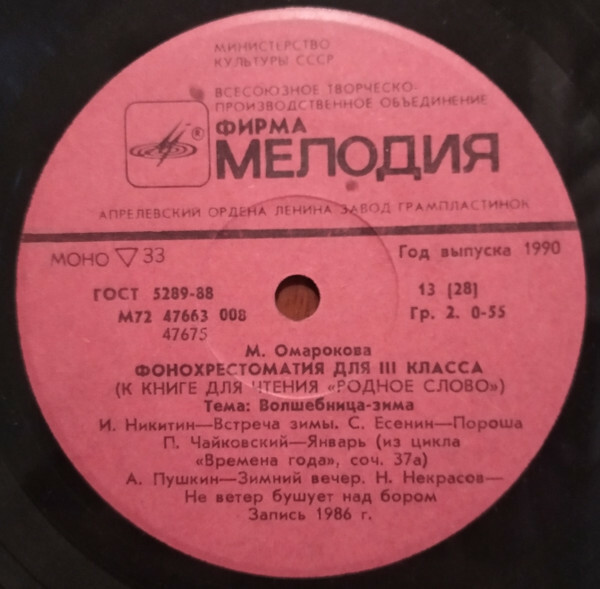 МИНИСТЕРСТВО
КУЛЬТУРЫ СССР
ВСЕСОЮЗНОЕ ТВОРЧЕСКО-
ПРОИЗВОДСТВЕННОЕ ОБЪЕДИНЕНИЕ
ФИРМА
® МЕЛОДИЯ
АПРЕЛЕВСКИЙ ОРДЕНА ЛЕНИНА ЗАВОД ГРАМПЛАСТИНОК
МОНО ▽ 33 Год выпуска 1990
ГОСТ 5289-88 13 [28]
М72 47663 008 Гр. 2. 0-55
47675
М. Омарокова
ФОНОХРЕСТОМАТИЯ ДЛЯ III КЛАССА
(К КНИГЕ ДЛЯ ЧТЕНИЯ «РОДНОЕ СЛОВО»)
Тема: Волшебница-зима
И. Никитин—Встреча зимы. С. Есенин—Пороша
П. Чайковский—Январь (из цикла
«Времена года», соч. 37а)
А. Пушкин—Зимний вечер. Н. Некрасов—
Не ветер бушует над бором
Запись 1986 г.